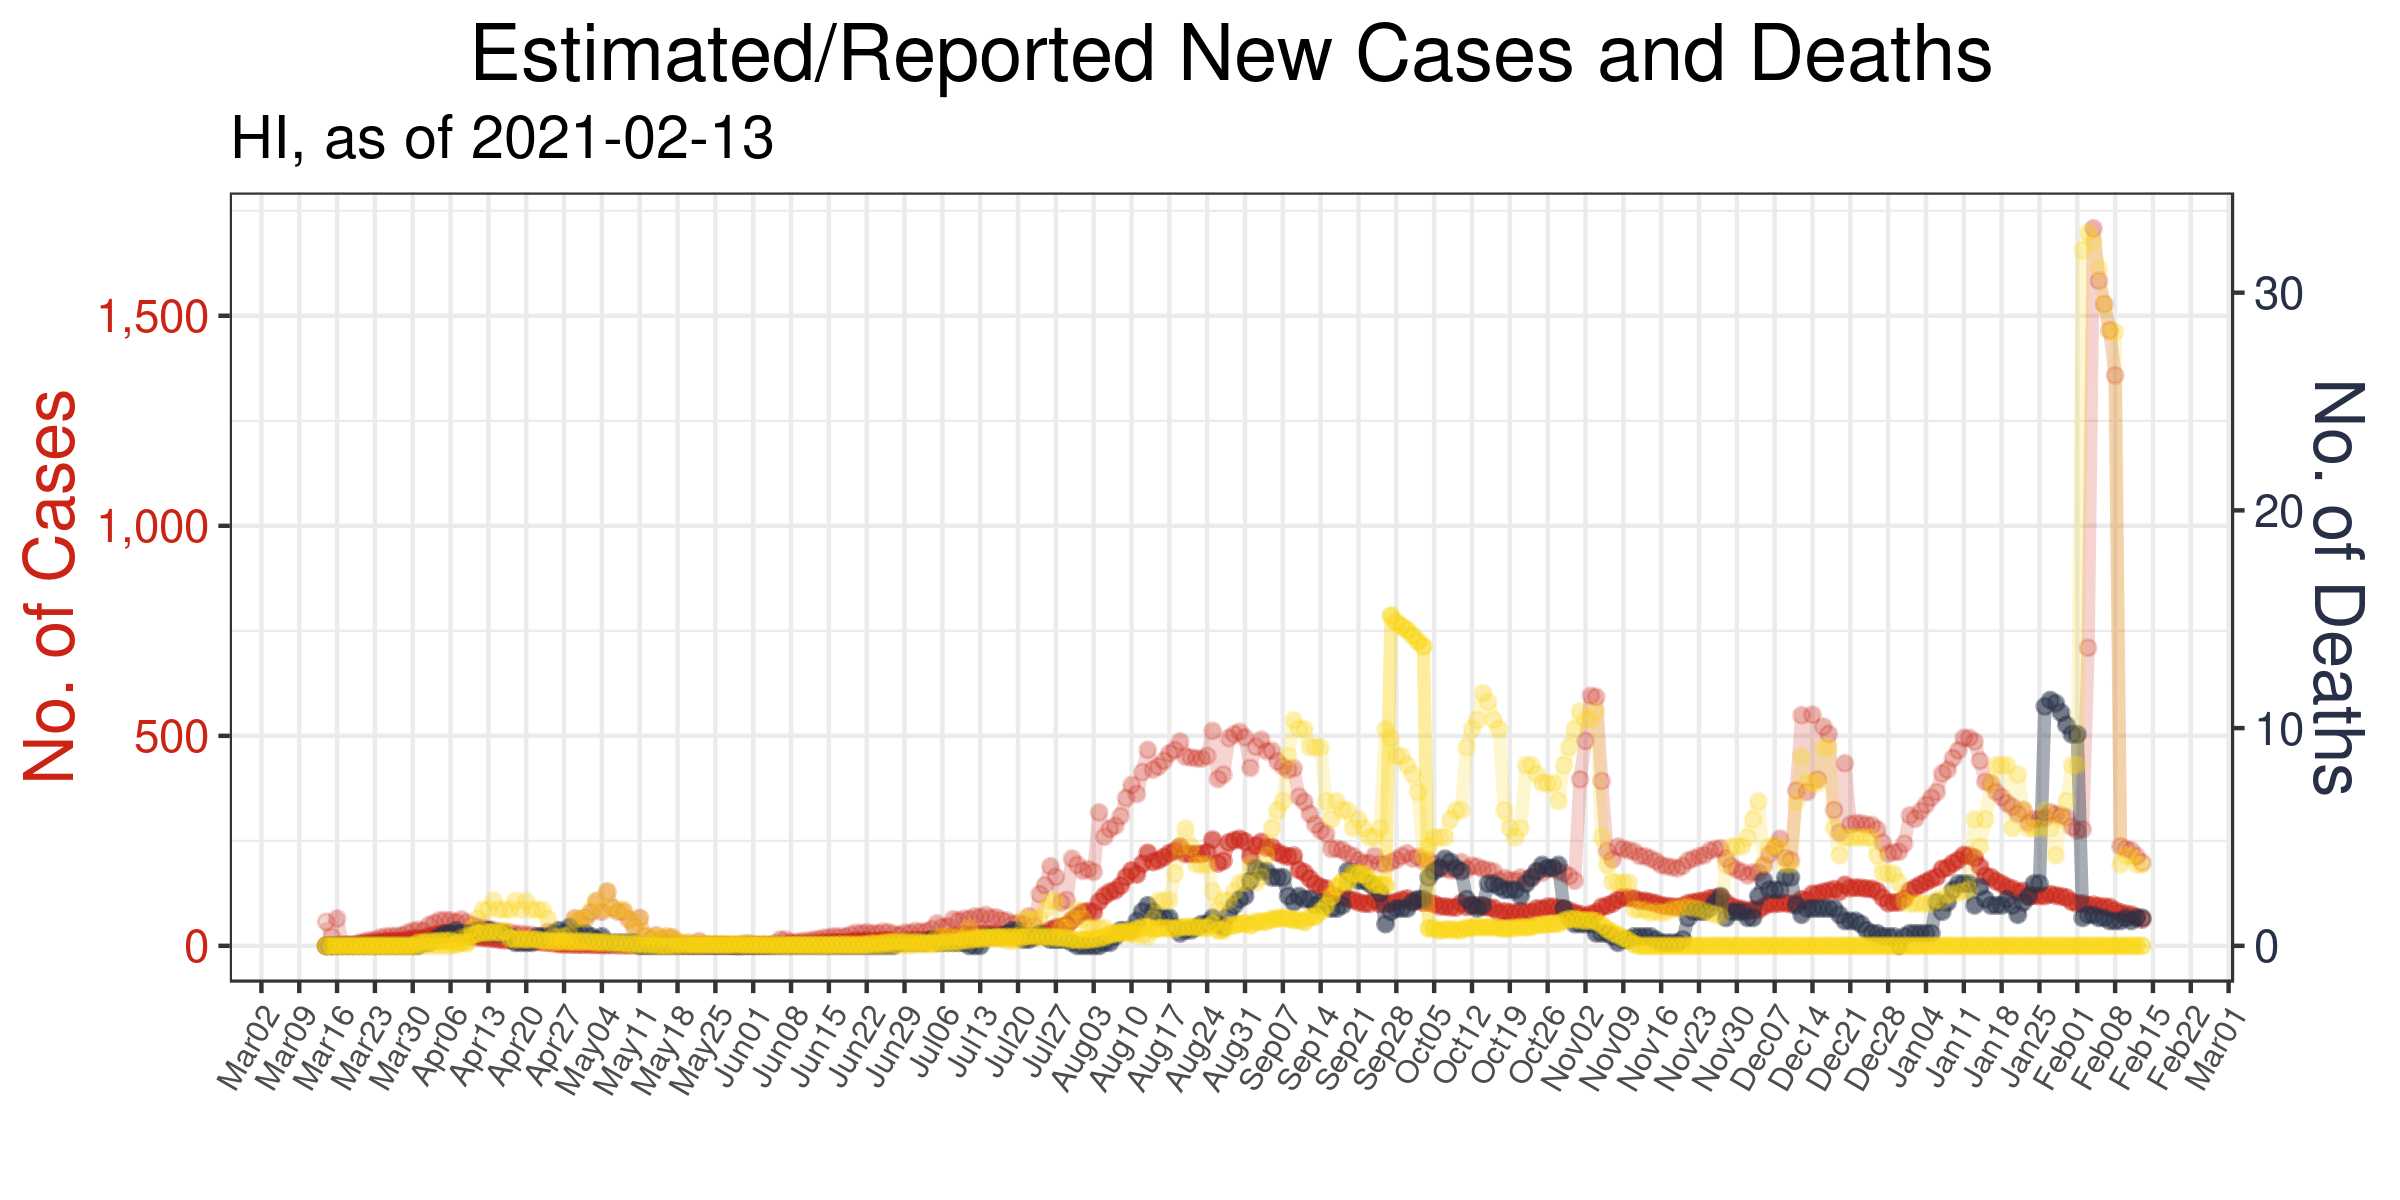 Estimated/Reported New Cases and Deaths
HI, as of 2021-02-13
No. of Cases
1,500
1,000
500
0
30
20
10
0
No. of Deaths
Mar02
Mar09
Mar16
Mar23
Mar30
Apr06
Apr13
Apr20
Apr27
May04
May11
May18
May25
Jun01
Jun08
Jun15
Jun22
Jun29
Jul06
Jul13
Jul20
Jul27
Aug03
Aug10
Aug17
Aug24
Aug31
Sep07
Sep14
Sep21
Sep28
Oct05
Oct12
Oct19
Oct26
Nov02
Nov09
Nov16
Nov23
Nov30
Dec07
Dec14
Dec21
Dec28
Jan04
Jan11
Jan18
Jan25
Feb01
Feb08
Feb15
Feb22
Mar01